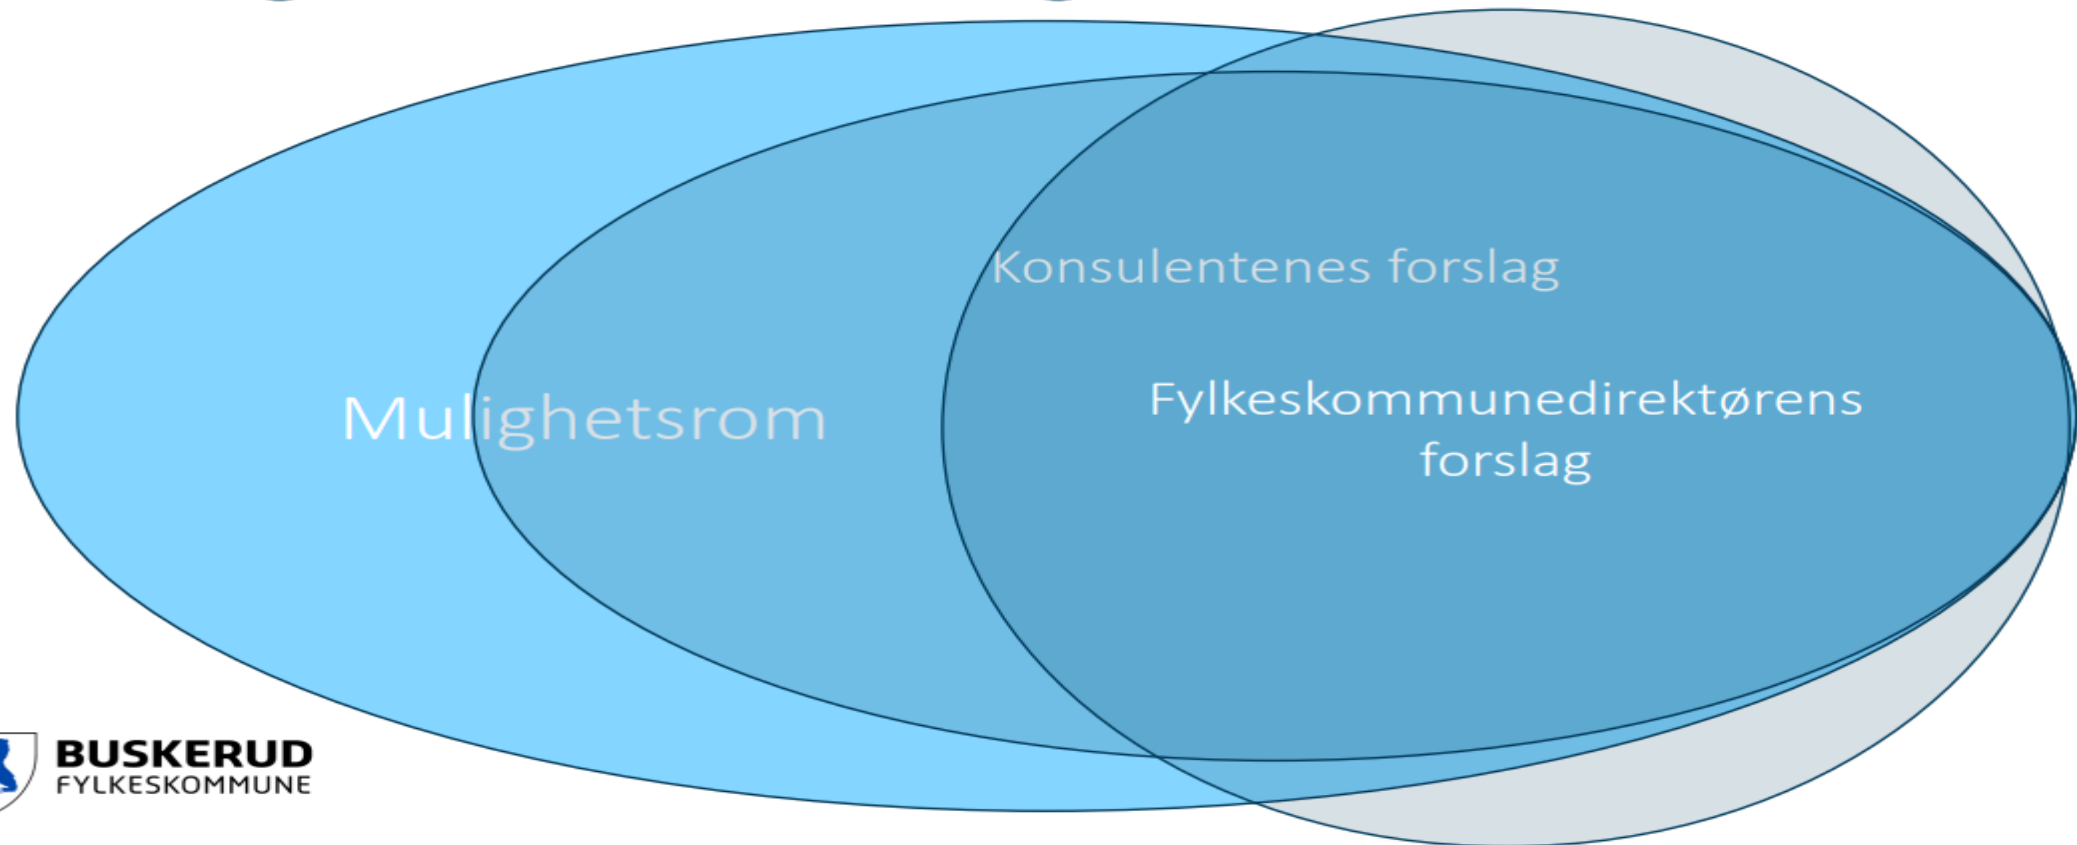 Konsulentenes forslag
Mulighetsrom
Fylkeskommunedirektørens
forslag
BUSKERUD
FYLKESKOMMUNE